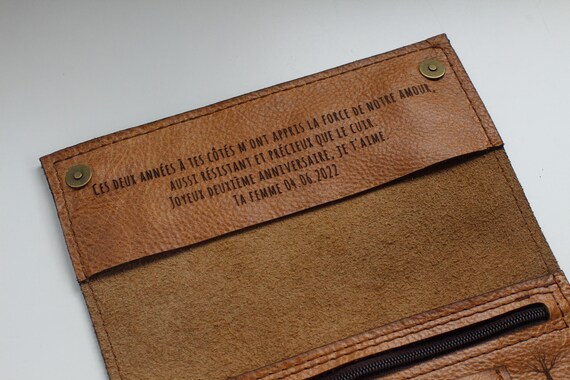 Ces deux années à tes côtés m'ont appris la force de notre amour,
aussi résistant et précieux que le cuir.
Joyeux deuxième anniversaire, je t'aime.
Ta femme 04.06.2022